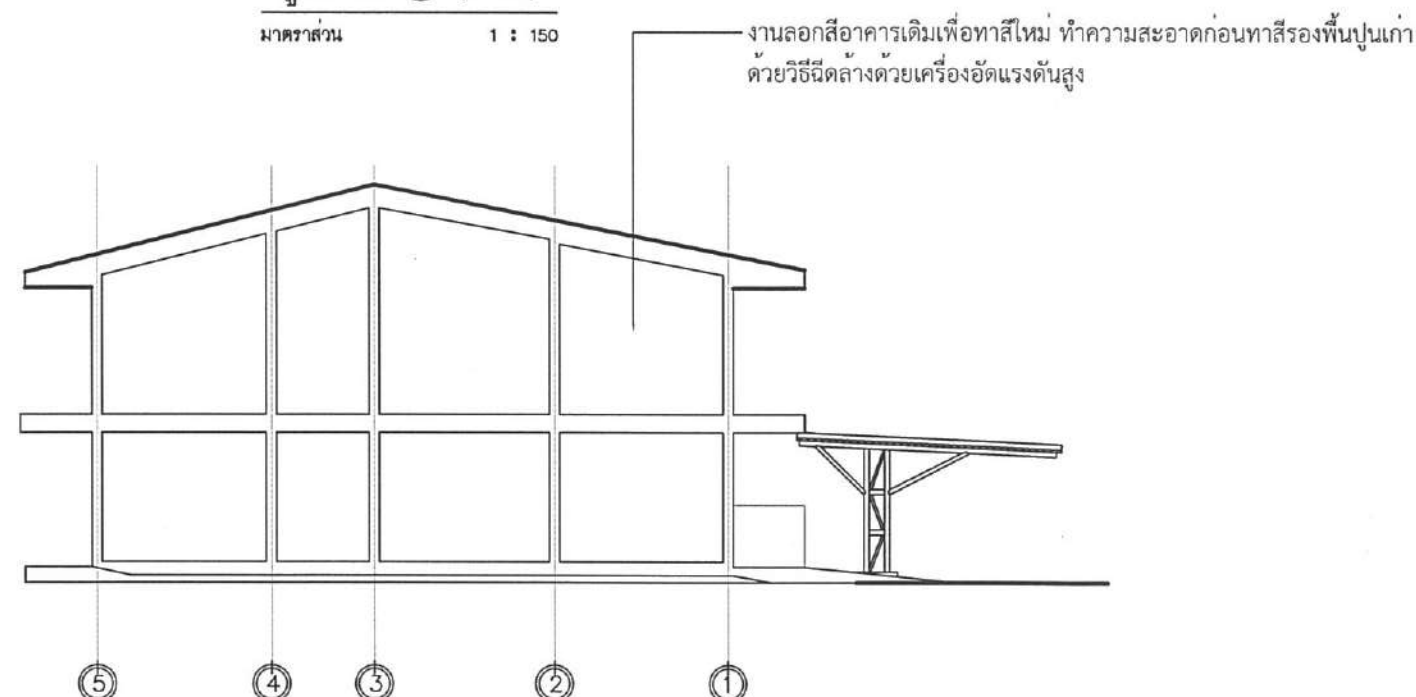 มาตราส่วน 1 : 150
งานลอกสีอาคารเดิมเพื่อทาสีใหม่ ทำความสะอาดก่อนทาสีรองพื้นปูนเก่า
ด้วยวิธีฉีดล้างด้วยเครื่องอัดแรงดันสูง
5 4 3 2 1